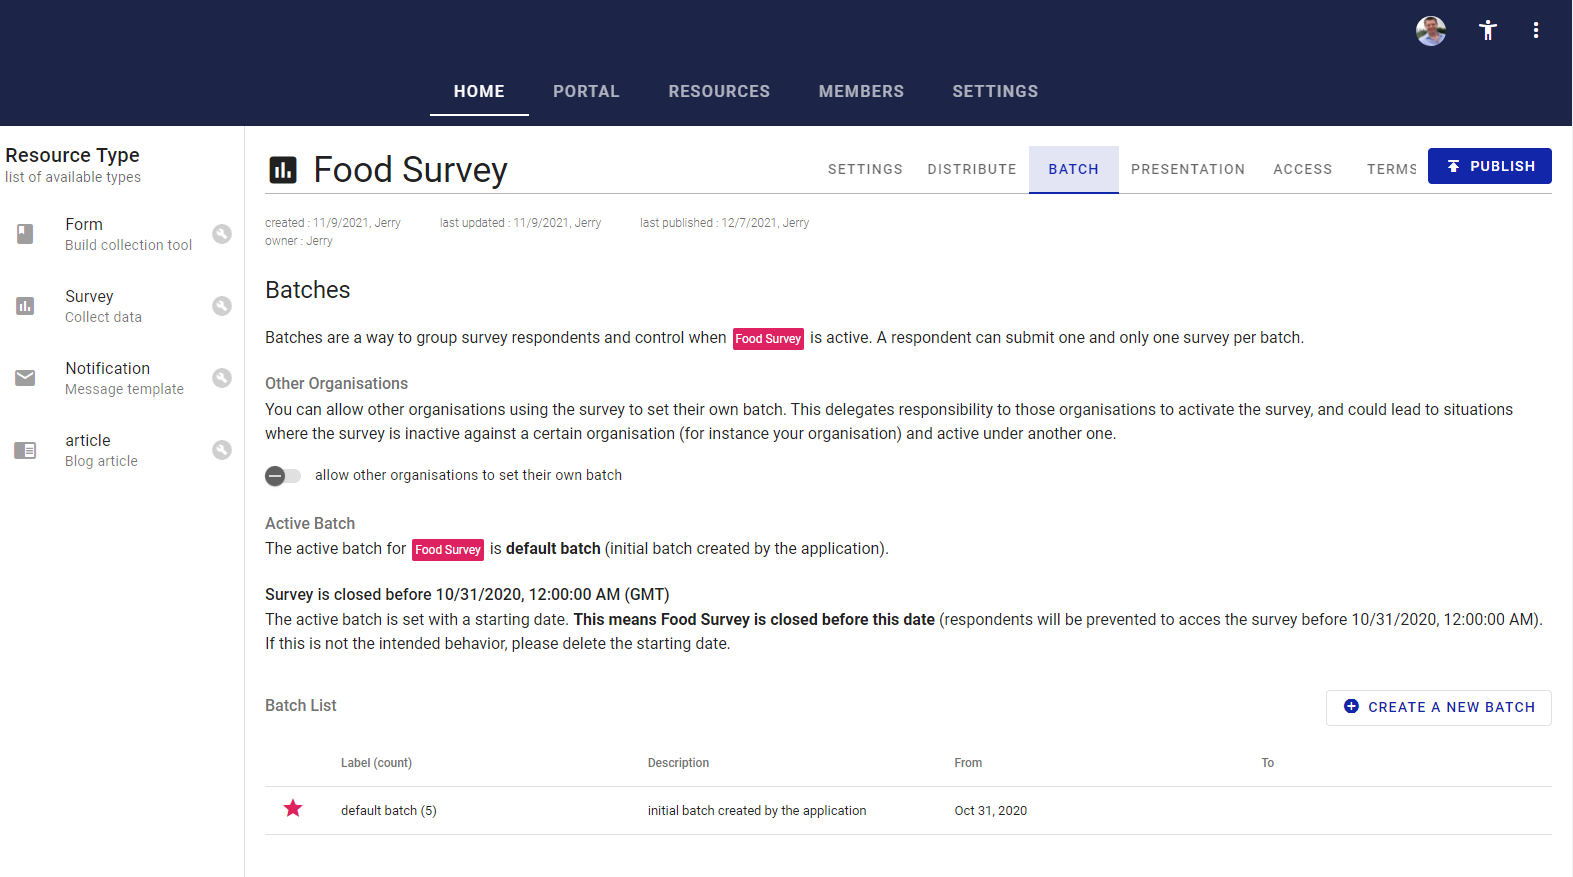 HOME PORTAL RESOURCES MEMBERS SETTINGS
Resource Type
list of available types
Form
Build collection tool
Survey
Collect data
Notification
Message template
article
Blog article
Food Survey
SETTINGS DISTRIBUTE BATCH PRESENTATION ACCESS TERMS PUBLISH
created : 11/9/2021, Jerry last updated : 11/9/2021, Jerry last published : 12/7/2021, Jerry
owner : Jerry
Batches
Batches are a way to group survey respondents and control when Food Survey is active. A respondent can submit one and only one survey per batch.
Other Organisations
You can allow other organisations using the survey to set their own batch. This delegates responsibility to those organisations to activate the survey, and could lead to situations
where the survey is inactive against a certain organisation (for instance your organisation) and active under another one.
allow other organisations to set their own batch
Active Batch
The active batch for Food Survey is default batch (initial batch created by the application).
Survey is closed before 10/31/2020, 12:00:00 AM (GMT)
The active batch is set with a starting date. This means Food Survey is closed before this date (respondents will be prevented to acces the survey before 10/31/2020, 12:00:00 AM).
If this is not the intended behavior, please delete the starting date.
Batch List
CREATE A NEW BATCH
Label (count) Description From To
default batch (5) initial batch created by the application Oct 31, 2020